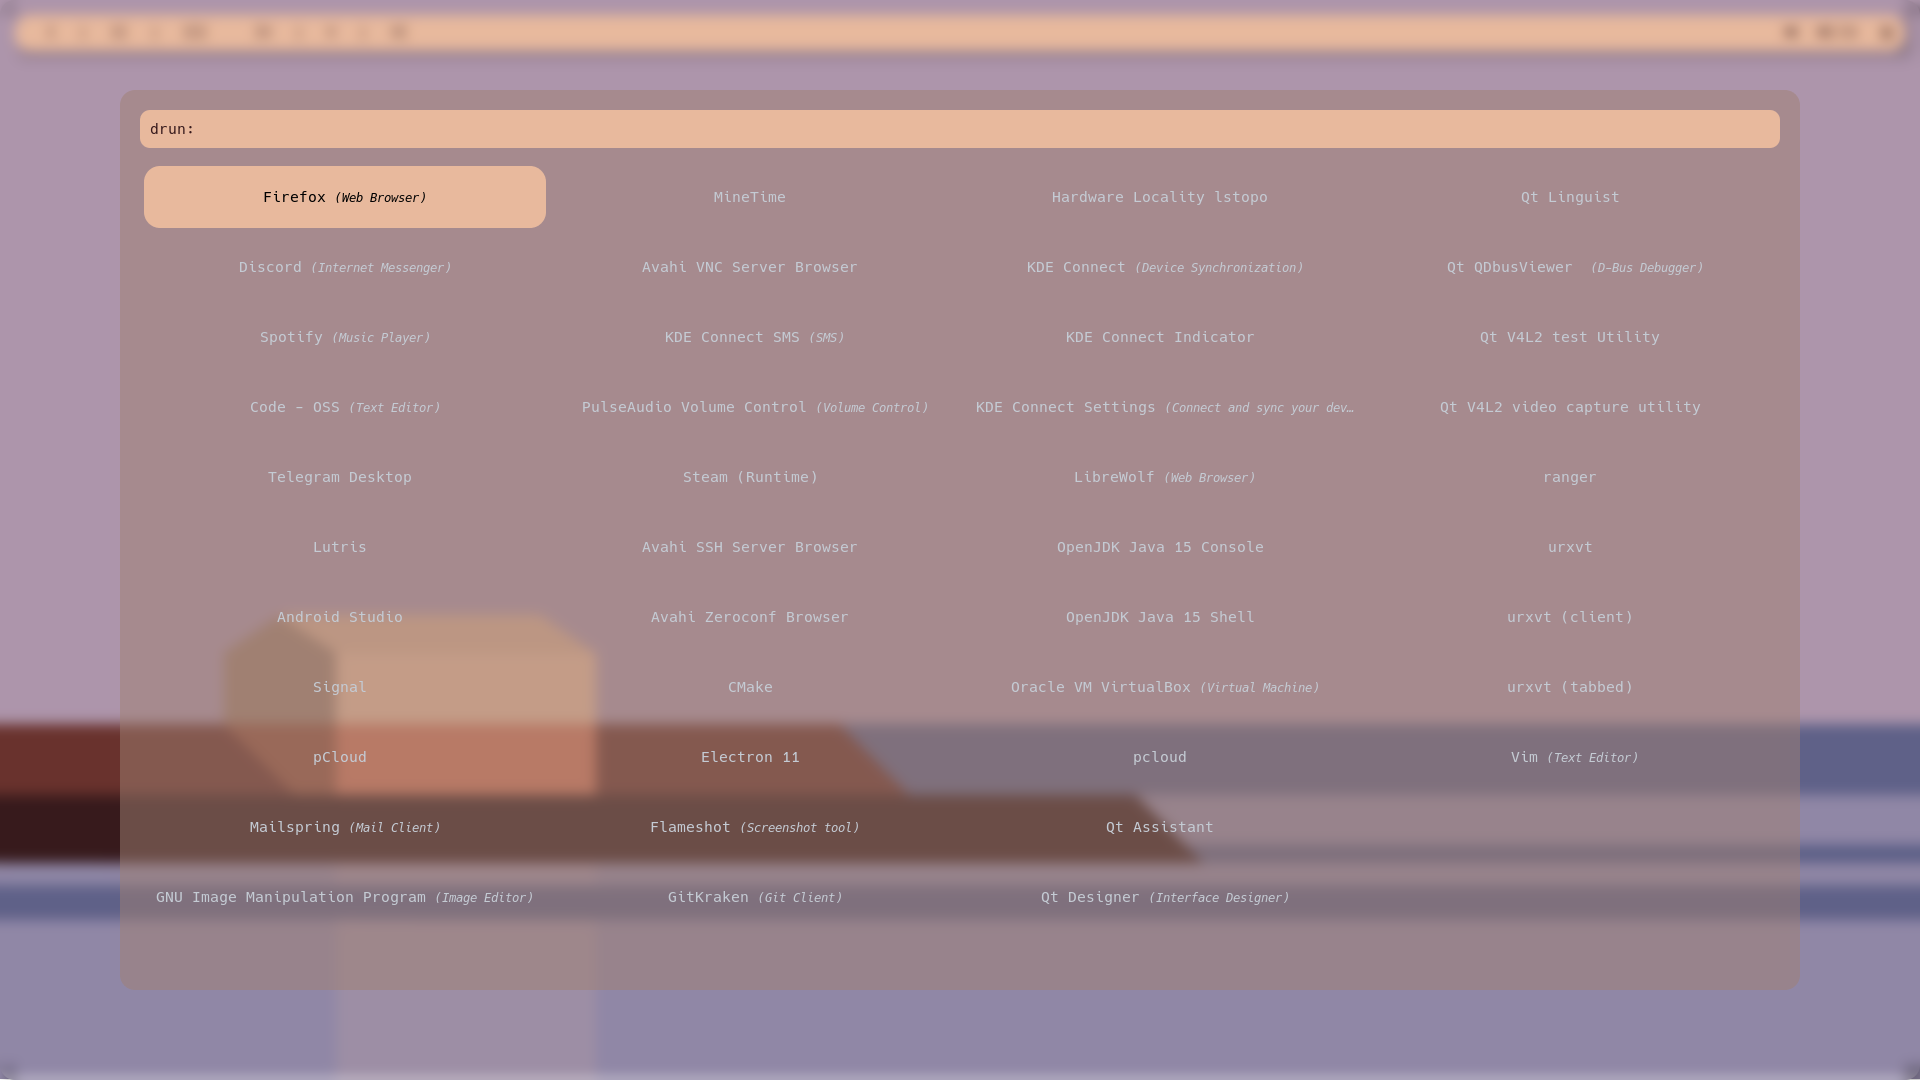 drun:
Firefox (Web Browser) MineTime Hardware Locality lstopo Qt Linguist
Discord (Internet Messenger) Avahi VNC Server Browser KDE Connect (Device Synchronization) Qt QDbusViewer (D-Bus Debugger)
Spotify (Music Player) KDE Connect SMS (SMS) KDE Connect Indicator Qt V4L2 test Utility
Code - OSS (Text Editor) PulseAudio Volume Control (Volume Control) KDE Connect Settings (Connect and sync your dev… Qt V4L2 video capture utility
Telegram Desktop Steam (Runtime) LibreWolf (Web Browser) ranger
Lutris Avahi SSH Server Browser OpenJDK Java 15 Console urxvt
Android Studio Avahi Zeroconf Browser OpenJDK Java 15 Shell urxvt (client)
Signal CMake Oracle VM VirtualBox (Virtual Machine) urxvt (tabbed)
pCloud Electron 11 pcloud Vim (Text Editor)
Mailspring (Mail Client) Flameshot (Screenshot tool) Qt Assistant
GNU Image Manipulation Program (Image Editor) GitKraken (Git Client) Qt Designer (Interface Designer)